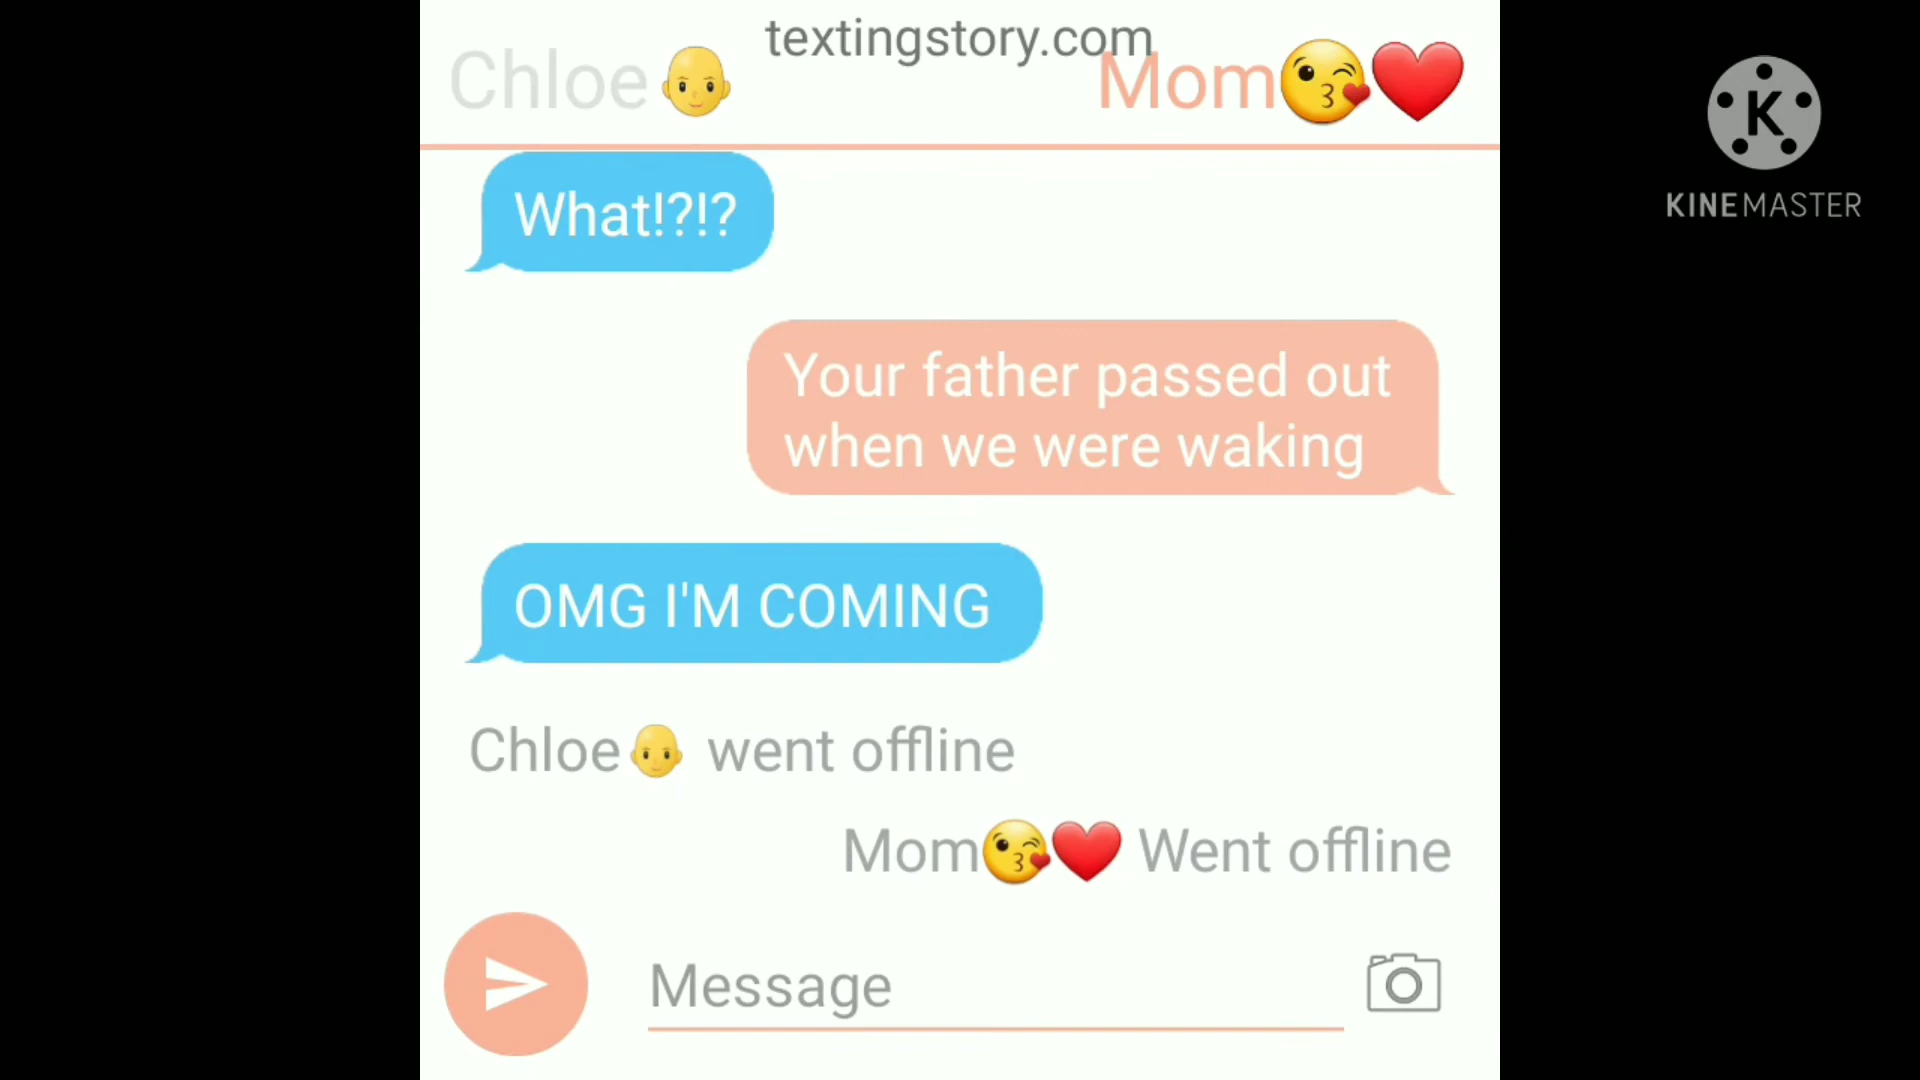 textingstory.com
Chloe👩‍🦲 Mom😘❤️
What!?!?
Your father passed out
when we were waking
OMG I'M COMING
Chloe👩‍🦲 went offline
Mom😘❤️ Went offline
Message
K
KINEMASTER